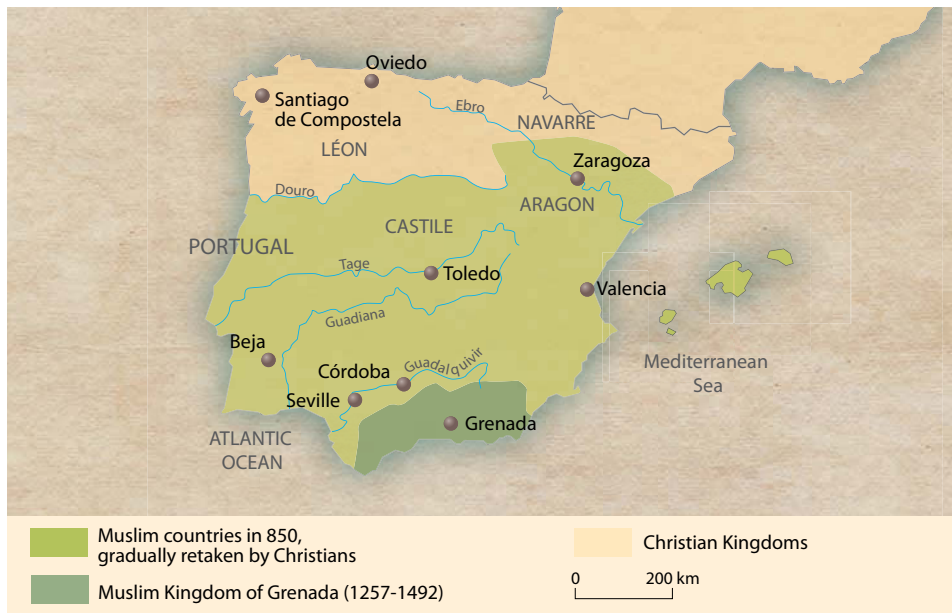 Oviedo
Santiago
de Compostela
Ebro
NAVARRE
LÉON
Zaragoza
Douro
ARAGON
CASTILE
PORTUGAL
Tage
Toledo
Valencia
Guadiana
Beja
Córdoba
Guadalquivir
Mediterranean
Sea
Seville
Grenada
ATLANTIC
OCEAN
Muslim countries in 850,
gradually retaken by Christians
Christian Kingdoms
Muslim Kingdom of Grenada (1257-1492)
0 200 km